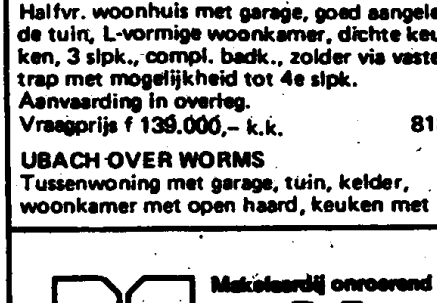 Halfvr. woonhuis met garage, goed aangele
de tuin, L-vormige woonkamer, dichte keu
ken, 3 slpk., compl. badk., zolder via vaste
trap met mogelijkheid tot 4e slpk.
Aanvaarding in overleg.
Vraagprijs f 139.000,– k.k. 81
UBACH OVER WORMS
Tussenwoning met garage, tuin, kelder,
woonkamer met open haard, keuken met
Makelaardij onroerend